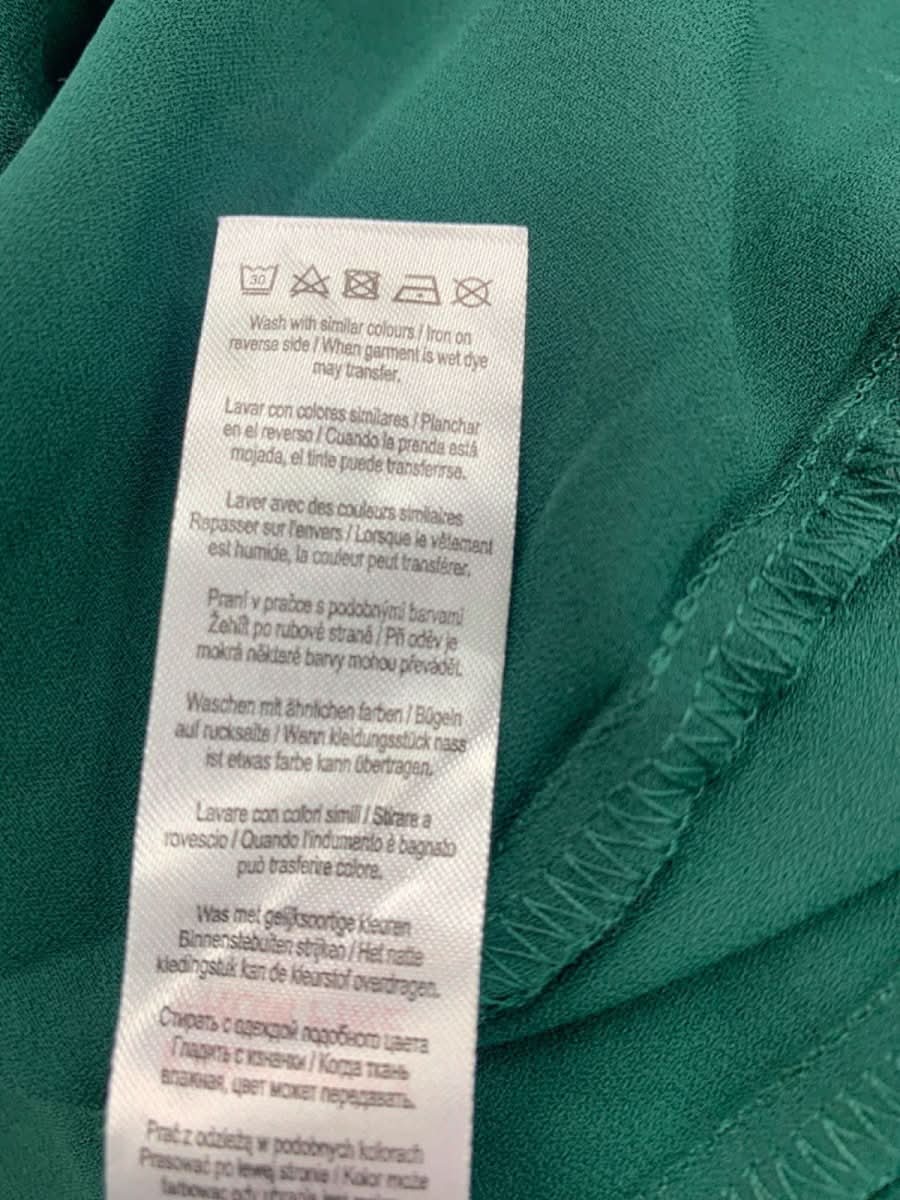 30
Wash with similar colours / Iron on
reverse side / When garment is wet dye
may transfer.
Lavar con colores similares / Planchar
en el reverso / Cuando la prenda está
mojada, el tinte puede transferirse.
Laver avec des couleurs similaires
Repasser sur l'envers / Lorsque le vêtement
est humide, la couleur peut transférer.
Praní v pračce s podobnými barvami
Žehlit po rubové straně / Při oděv je
mokrá některé barvy mohou převádět.
Waschen mit ähnlichen farben / Bügeln
auf ruckseite / Wenn kleidungsstück nass
ist etwas farbe kann übertragen.
Lavare con colori simili / Stirare a
rovescio / Quando l'indumento è bagnato
può trasferire colore.
Was met gelijksoortige kleuren
Binnenstebuiten strijken / Het natte
kledingstuk kan de kleurstof overdragen.
Стирать с одеждой подобного цвета
Гладить с изнанки / Когда ткань
влажная, цвет может передавать.
Prać z odzieżą w podobnych kolorach
Prasować po lewej stronie / Kolor może
farbować gdy ubranie jest